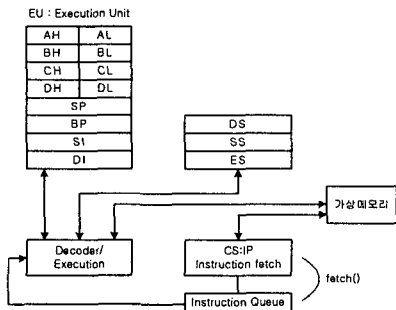 EU : Execution Unit
AH AL
BH BL
CH CL
DH DL
SP
BP
SI
DI
DS
SS
ES
가상메모리
Decoder/
Execution
CS:IP
Instruction fetch
fetch()
Instruction Queue